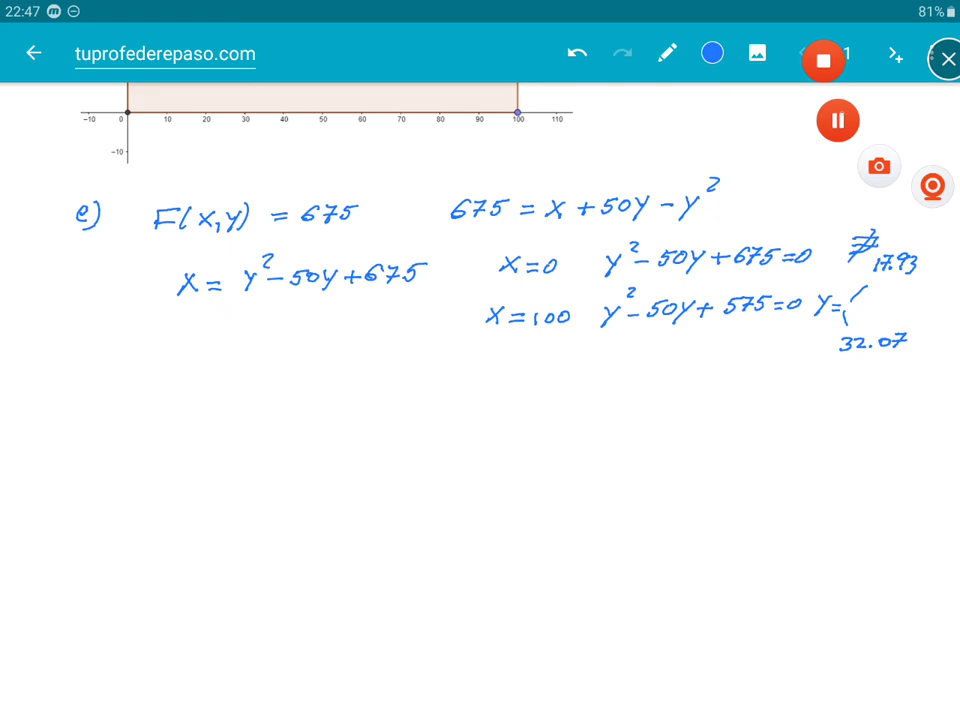 22:47 81%
tuprofederepaso.com 1
-10 0 10 20 30 40 50 60 70 80 90 100 110
-10
e) F(x,y) = 675 675 = x + 50y - y²
x = y² - 50y + 675 x = 0 y² - 50y + 675 = 0
17.93
x = 100 y² - 50y + 575 = 0 y =
32.07